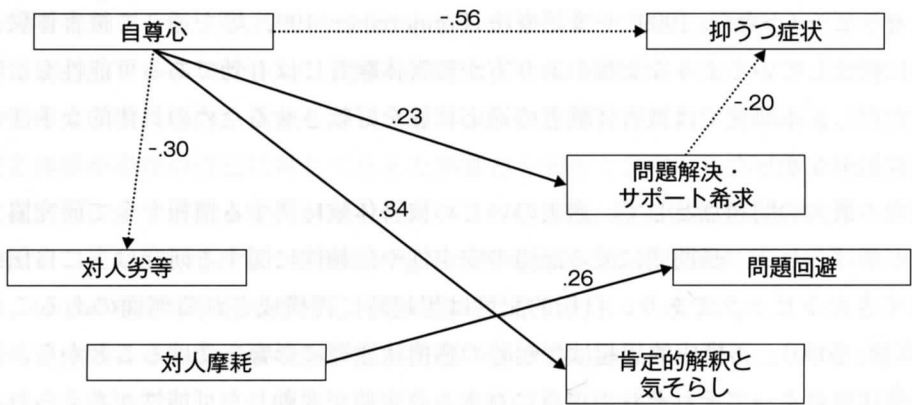 自尊心
-.56
抑うつ症状
-.20
.23
-.30
問題解決・
サポート希求
.34
対人劣等
.26
問題回避
対人摩耗
肯定的解釈と
気そらし